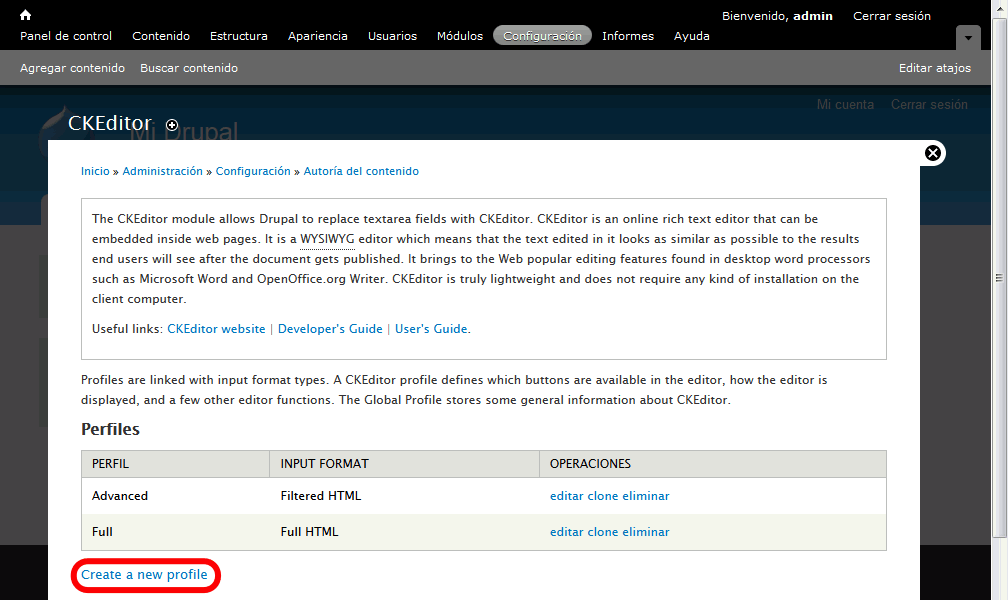 Bienvenido, admin Cerrar sesión
Panel de control Contenido Estructura Apariencia Usuarios Módulos Configuración Informes Ayuda
Agregar contenido Buscar contenido Editar atajos
Mi cuenta Cerrar sesión
CKEditor
Mi Drupal
Inicio » Administración » Configuración » Autoría del contenido
The CKEditor module allows Drupal to replace textarea fields with CKEditor. CKEditor is an online rich text editor that can be
embedded inside web pages. It is a WYSIWYG editor which means that the text edited in it looks as similar as possible to the results
end users will see after the document gets published. It brings to the Web popular editing features found in desktop word processors
such as Microsoft Word and OpenOffice.org Writer. CKEditor is truly lightweight and does not require any kind of installation on the
client computer.
Useful links: CKEditor website | Developer's Guide | User's Guide.
Profiles are linked with input format types. A CKEditor profile defines which buttons are available in the editor, how the editor is
displayed, and a few other editor functions. The Global Profile stores some general information about CKEditor.
Perfiles
PERFIL INPUT FORMAT OPERACIONES
Advanced Filtered HTML editar clone eliminar
Full Full HTML editar clone eliminar
Create a new profile